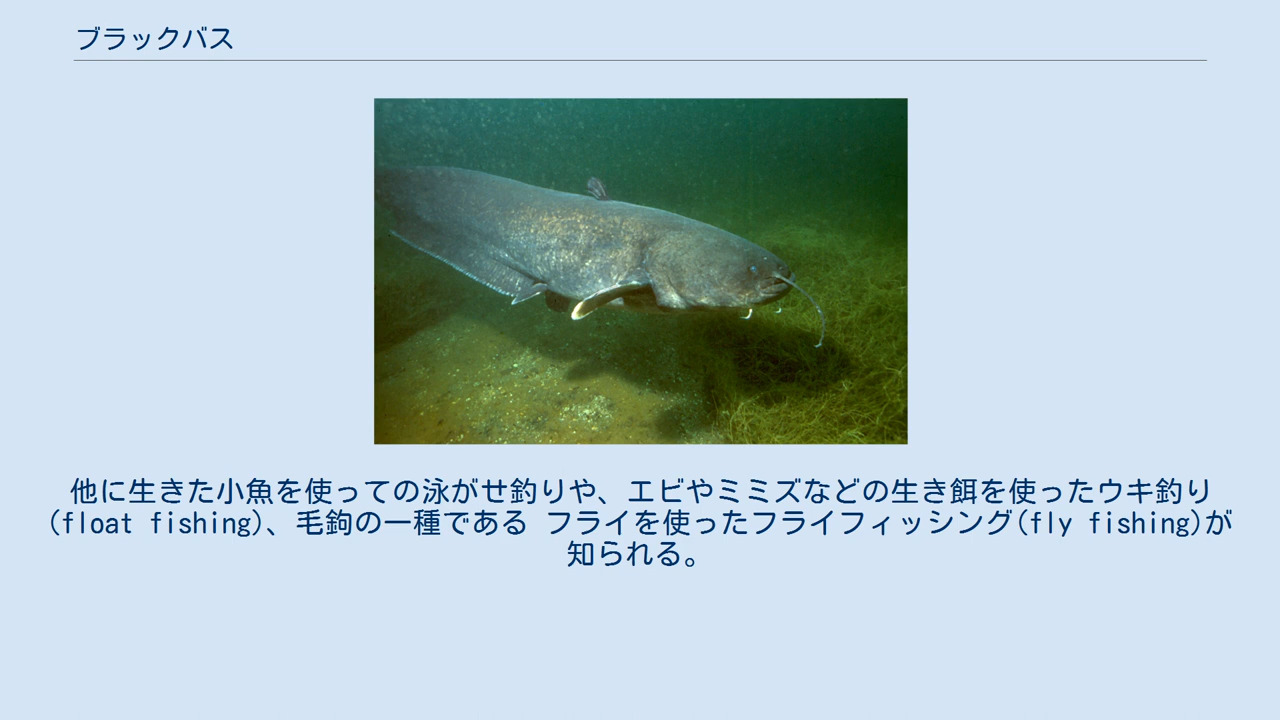 ブラックバス
他に生きた小魚を使っての泳がせ釣りや、エビやミミズなどの生き餌を使ったウキ釣り
(float fishing)、毛鉤の一種である フライを使ったフライフィッシング(fly fishing)が
知られる。